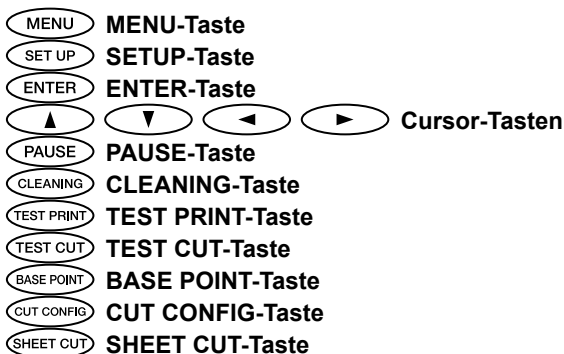 MENU MENU-Taste
SET UP SETUP-Taste
ENTER ENTER-Taste
▲ ▼ ◄ ► Cursor-Tasten
PAUSE PAUSE-Taste
CLEANING CLEANING-Taste
TEST PRINT TEST PRINT-Taste
TEST CUT TEST CUT-Taste
BASE POINT BASE POINT-Taste
CUT CONFIG CUT CONFIG-Taste
SHEET CUT SHEET CUT-Taste